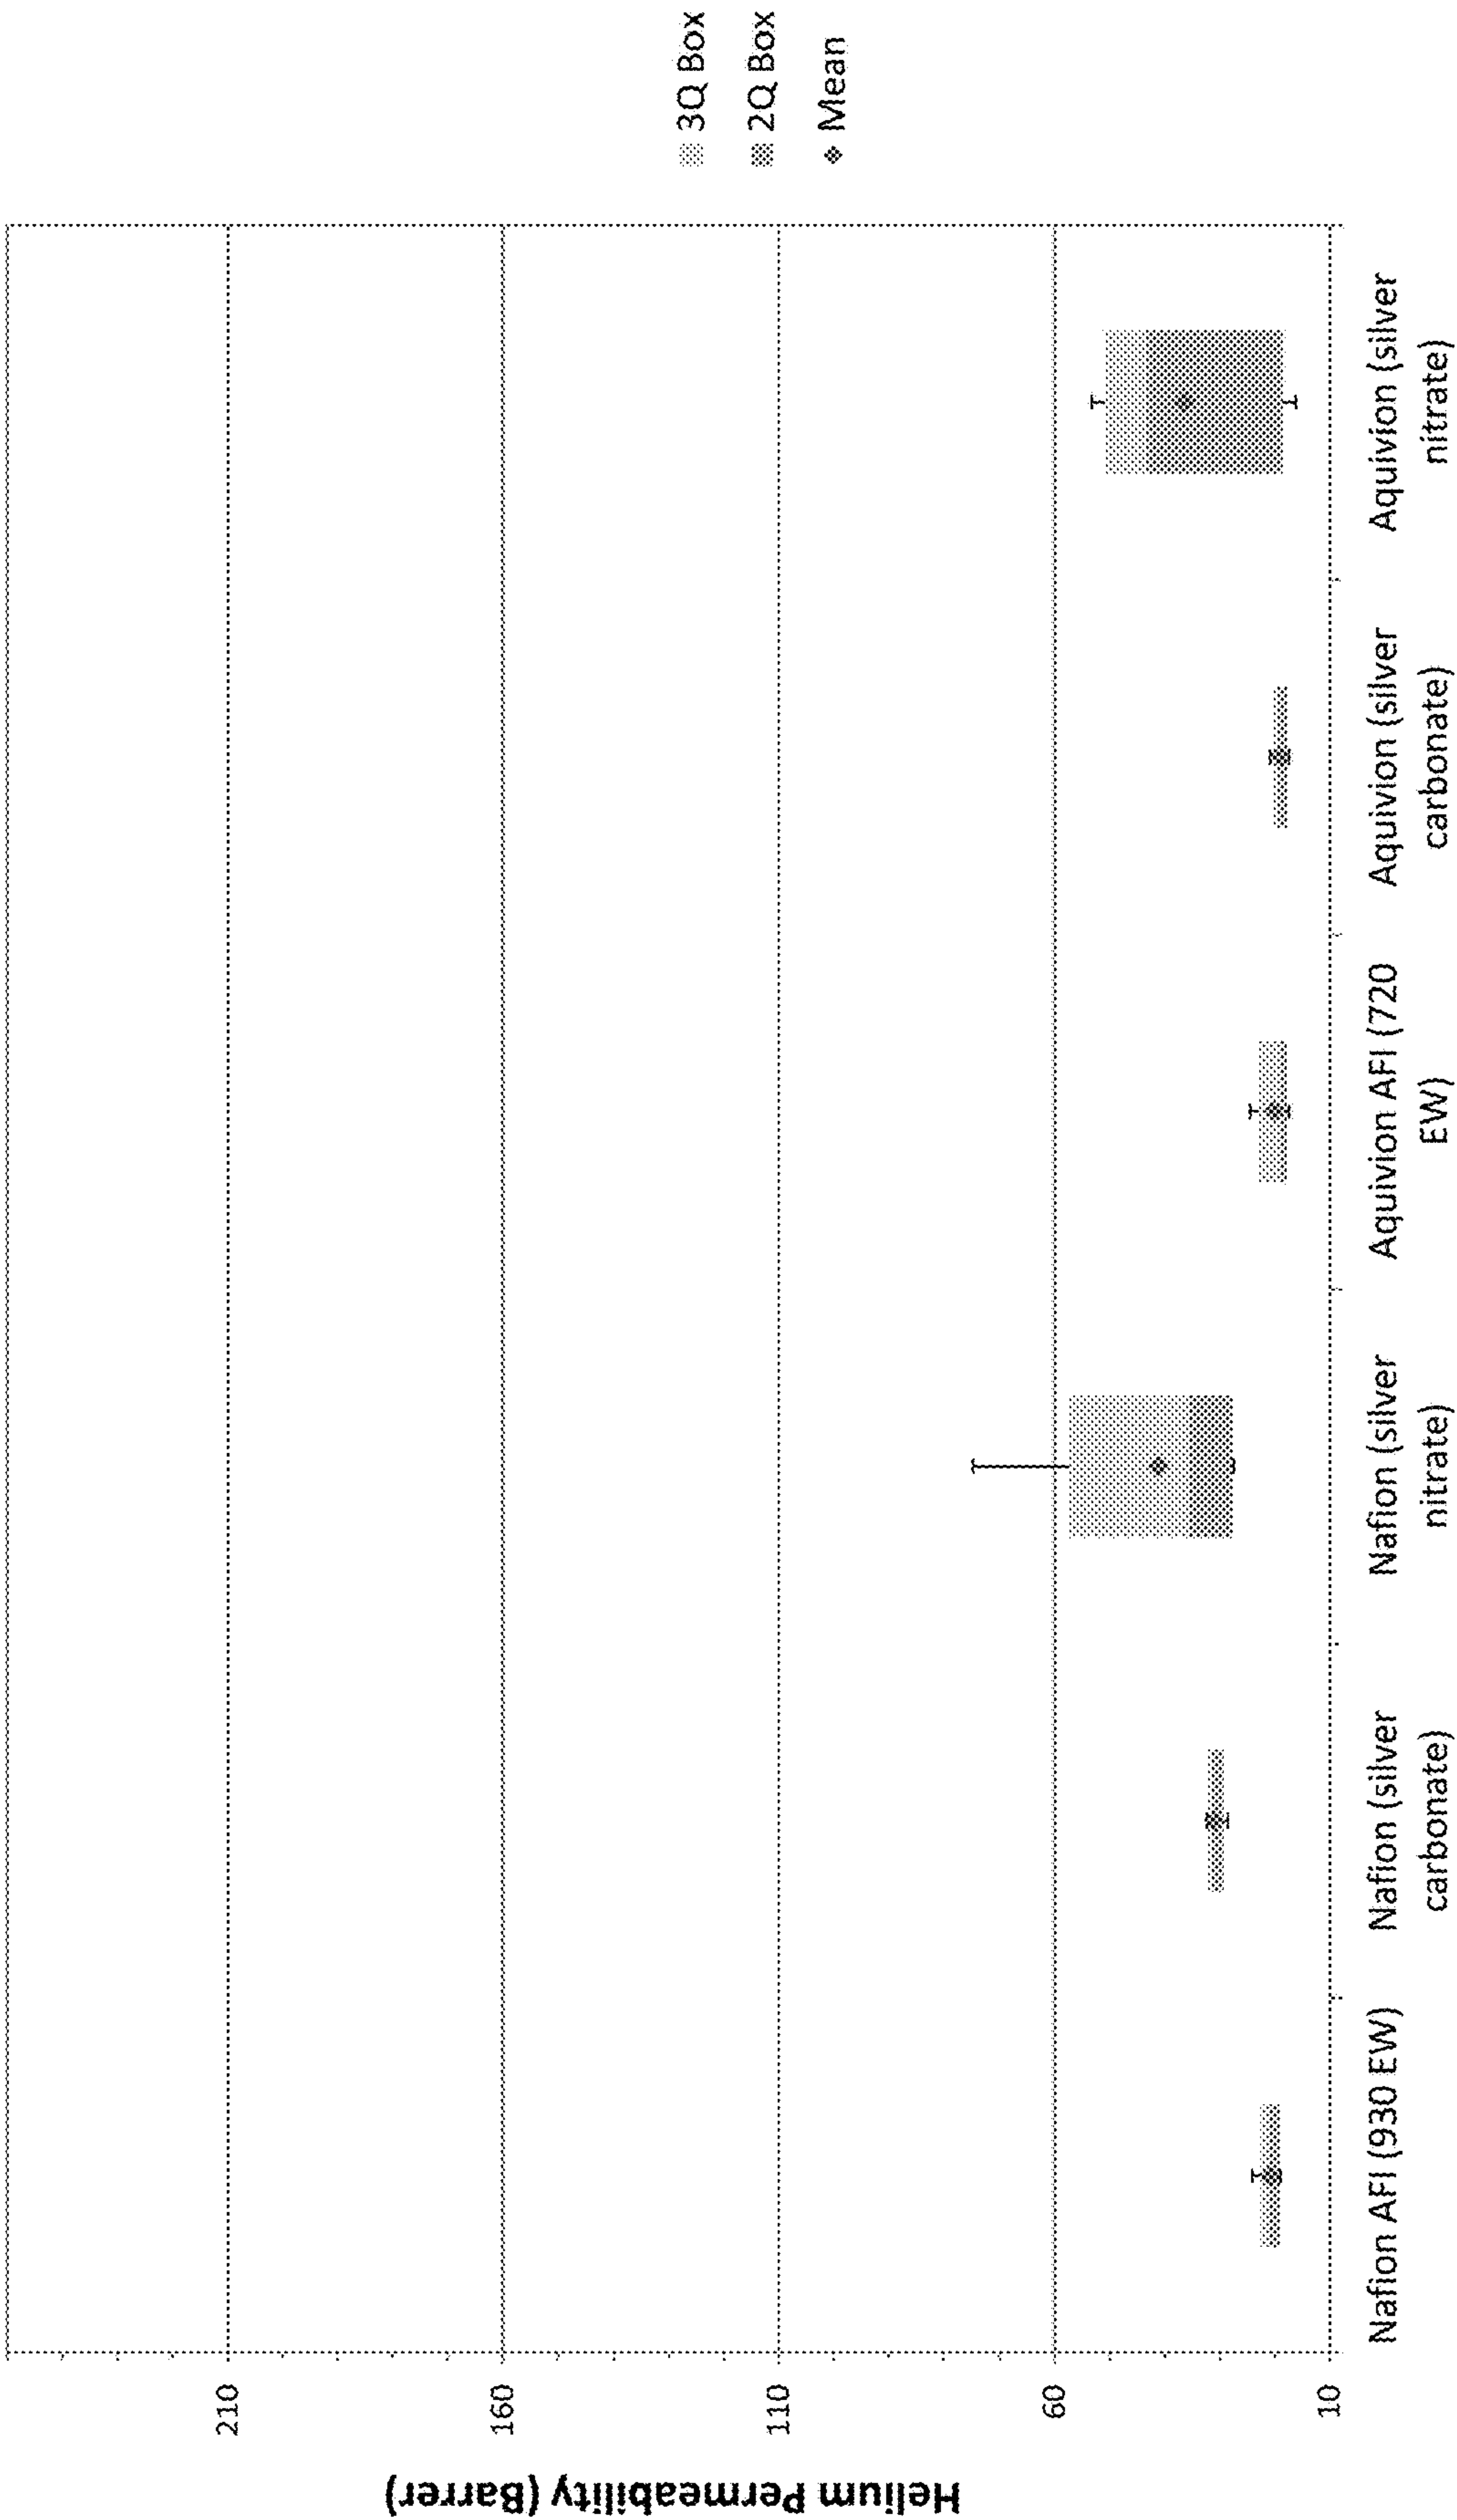 Helium Permeability (Barrer)
210
160
110
60
10
Nafion AFI (930 EW)
Nafion (silver
carbonate)
Nafion (silver
nitrate)
Aquivion AFI (720
EW)
Aquivion (silver
carbonate)
Aquivion (silver
nitrate)
3Q Box
2Q Box
Mean